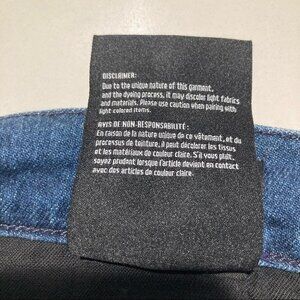 DISCLAIMER:
Due to the unique nature of this garment,
and the dyeing process, it may discolor light fabrics
and materials. Please use caution when pairing with
light colored items.
AVIS DE NON-RESPONSABILITÉ :
En raison de la nature unique de ce vêtement, et du
processus de teinture, il peut décolorer les tissus
et les matériaux de couleur claire. S'il vous plaît,
soyez prudent lorsque l'article devient en contact
avec des articles de couleur claire.